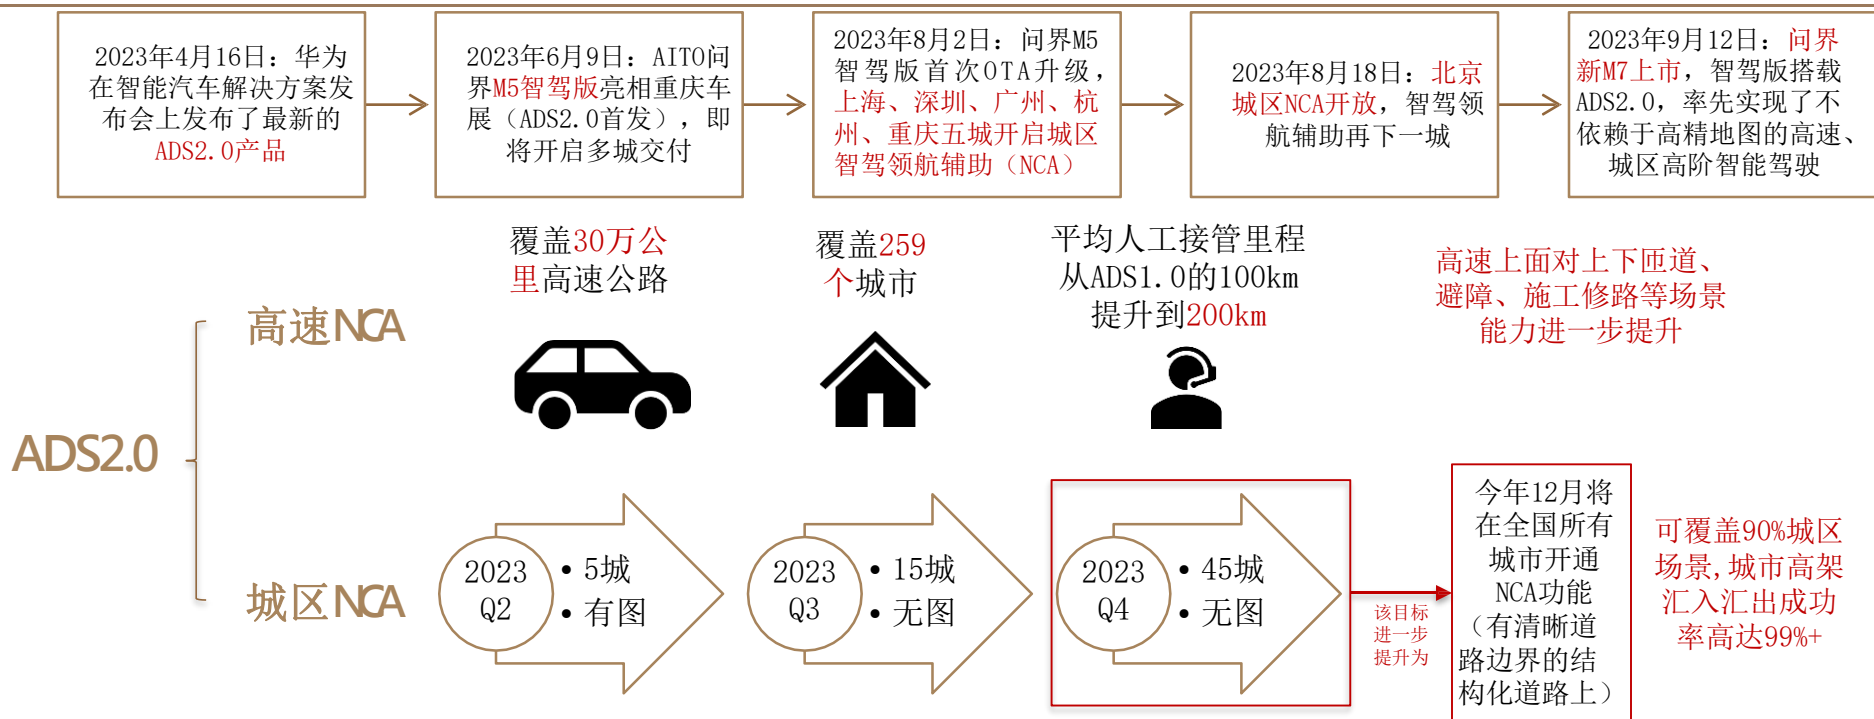 2023年4月16日：华为
在智能汽车解决方案发
布会上发布了最新的
ADS2.0产品
2023年6月9日：AITO问
界M5智驾版亮相重庆车
展（ADS2.0首发），即
将开启多城交付
2023年8月2日：问界M5
智驾版首次OTA升级，
上海、深圳、广州、杭
州、重庆五城开启城区
智驾领航辅助（NCA）
2023年8月18日：北京
城区NCA开放，智驾领
航辅助再下一城
2023年9月12日：问界
新M7上市，智驾版搭载
ADS2.0，率先实现了不
依赖于高精地图的高速、
城区高阶智能驾驶
ADS2.0
高速NCA
覆盖30万公
里高速公路
覆盖259
个城市
平均人工接管里程
从ADS1.0的100km
提升到200km
高速上面对上下匝道、
避障、施工修路等场景
能力进一步提升
城区NCA
2023
Q2
• 5城
• 有图
2023
Q3
• 15城
• 无图
2023
Q4
• 45城
• 无图
该目标
进一步
提升为
今年12月将
在全国所有
城市开通
NCA功能
（有清晰道
路边界的结
构化道路上）
可覆盖90%城区
场景,城市高架
汇入汇出成功
率高达99%+